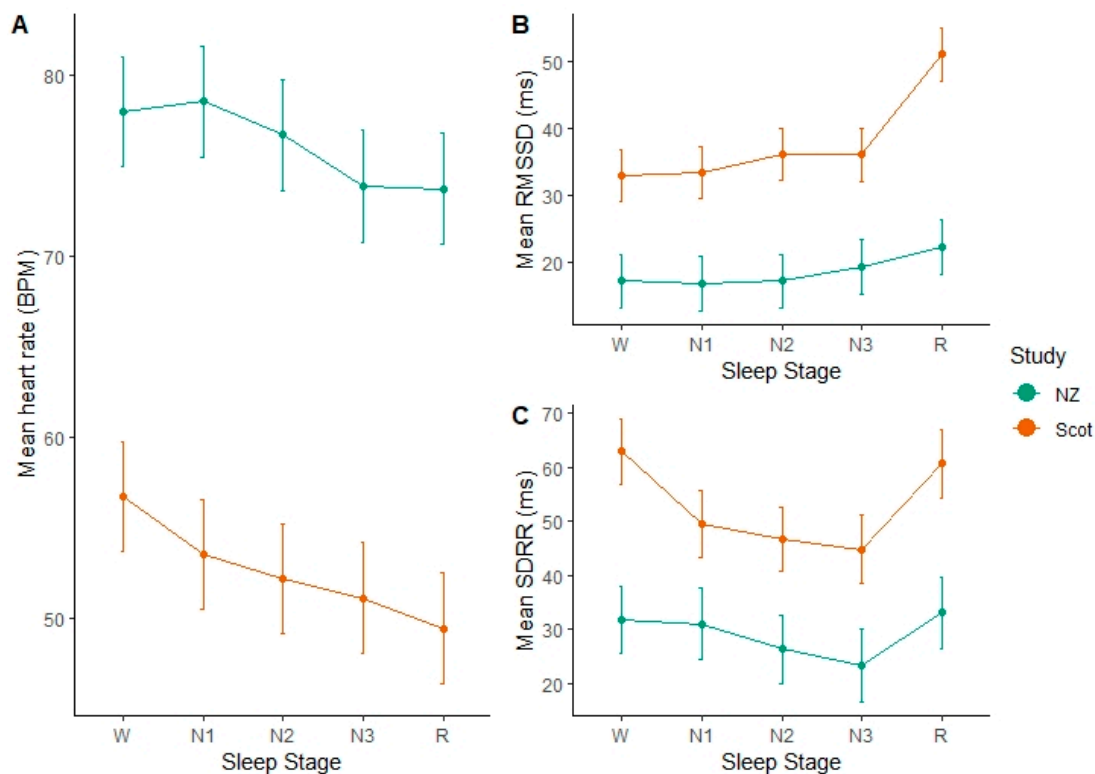 A
Mean heart rate (BPM)
80
70
60
50
W N1 N2 N3 R
Sleep Stage
B
Mean RMSSD (ms)
50
40
30
20
W N1 N2 N3 R
Sleep Stage
C
Mean SDRR (ms)
70
60
50
40
30
20
W N1 N2 N3 R
Sleep Stage
Study
NZ
Scot